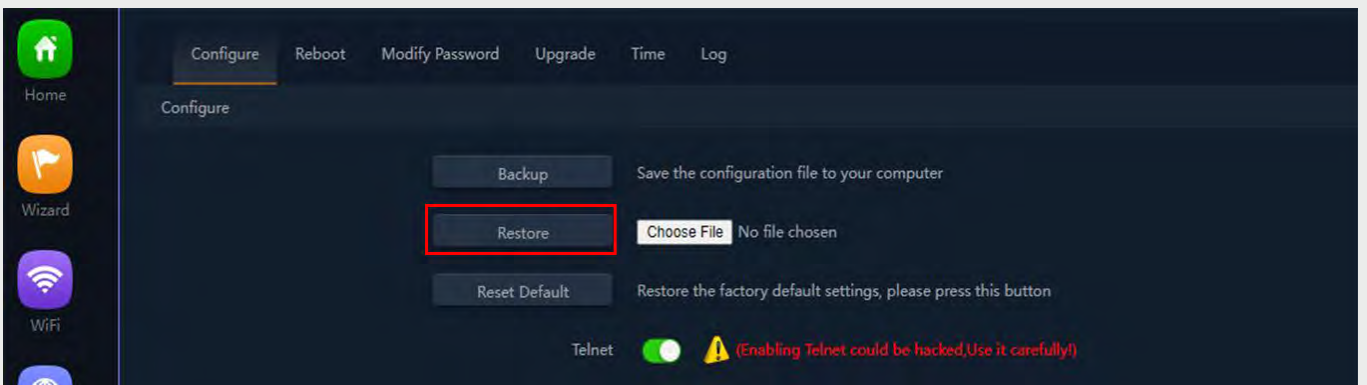 Configure Reboot Modify Password Upgrade Time Log
Home
Configure
Backup Save the configuration file to your computer
Wizard
Restore Choose File No file chosen
Reset Default Restore the factory default settings, please press this button
WiFi
Telnet (Enabling Telnet could be hacked,Use it carefully!)